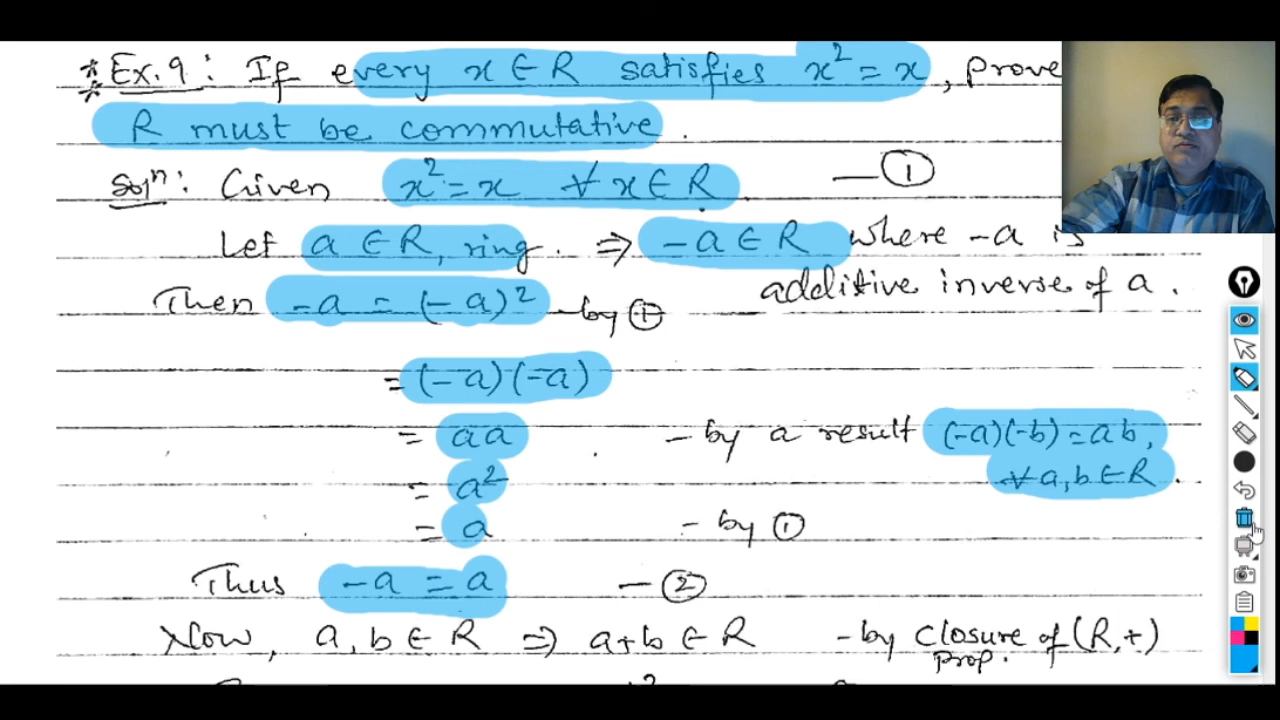 * Ex. 9 : If every x ∈ R satisfies x² = x , prove
R must be commutative .
Solⁿ : Given x² = x ∀ x ∈ R — ①
Let a ∈ R, ring . ⇒ -a ∈ R where -a is
additive inverse of a .
Then -a = (-a)² - by ①
= (-a) (-a)
= aa - by a result (-a)(-b) = ab,
∀ a, b ∈ R .
= a²
= a - by ①
Thus -a = a — ②
Now, a, b ∈ R ⇒ a+b ∈ R - by closure of (R,+)
prop.